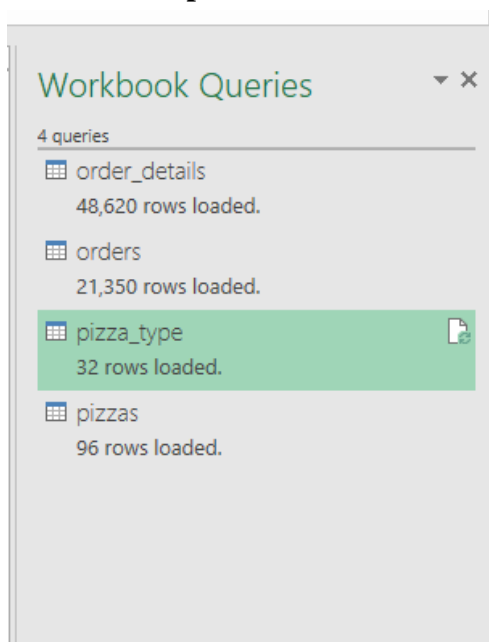 Workbook Queries
4 queries
order_details
48,620 rows loaded.
orders
21,350 rows loaded.
pizza_type
32 rows loaded.
pizzas
96 rows loaded.